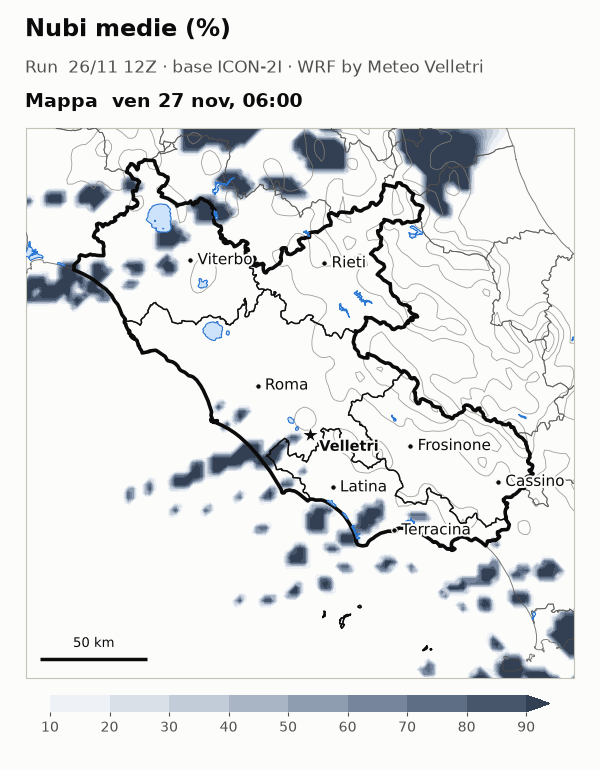 Nubi medie (%)
Run 26/11 12Z · base ICON-2I · WRF by Meteo Velletri
Mappa ven 27 nov, 06:00
Viterbo
Rieti
Roma
Velletri
Frosinone
Latina
Cassino
Terracina
50 km
10 20 30 40 50 60 70 80 90